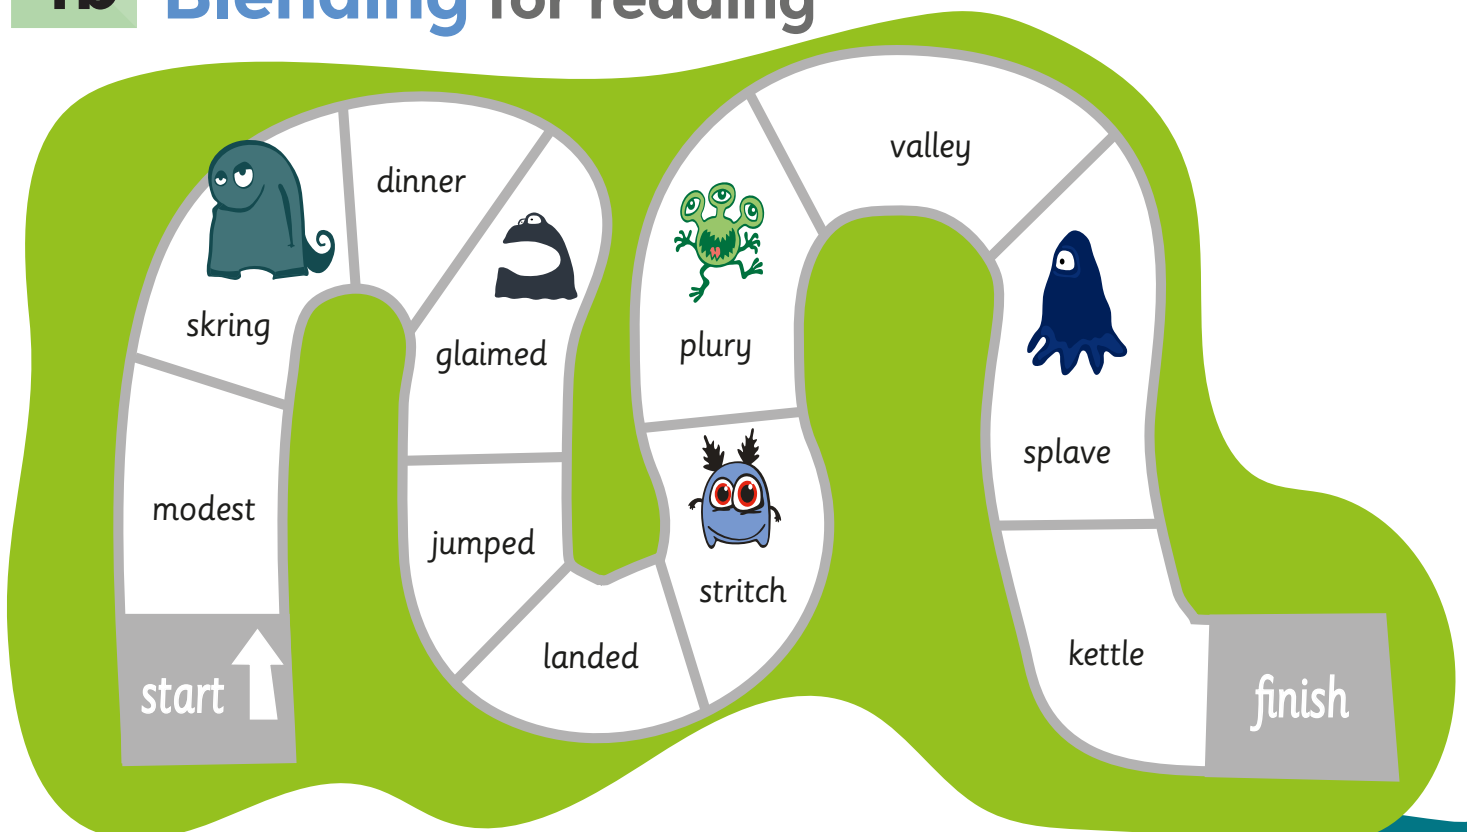 Blending for reading
start
modest
skring
dinner
glaimed
jumped
landed
stritch
plury
valley
splave
kettle
finish